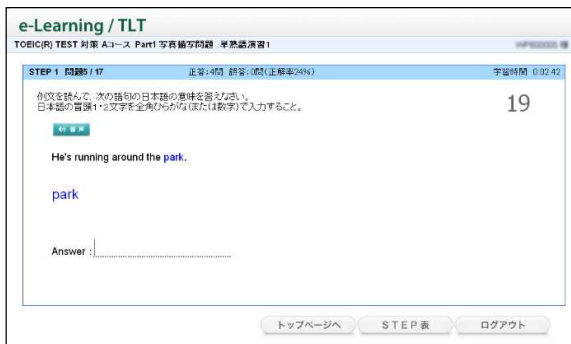 e-Learning / TLT
TOEIC(R) TEST 対策 Aコース Part1 写真描写問題 単熟語演習1
STEP 1 問題5 / 17 正答:4問 誤答:0問(正解率24%) 学習時間 0:02:42
例文を読んで、次の語句の日本語の意味を答えなさい。
日本語の冒頭1・2文字を全角ひらがな(または数字)で入力すること。
19
音声
He's running around the park.
park
Answer :
トップページへ STEP表 ログアウト